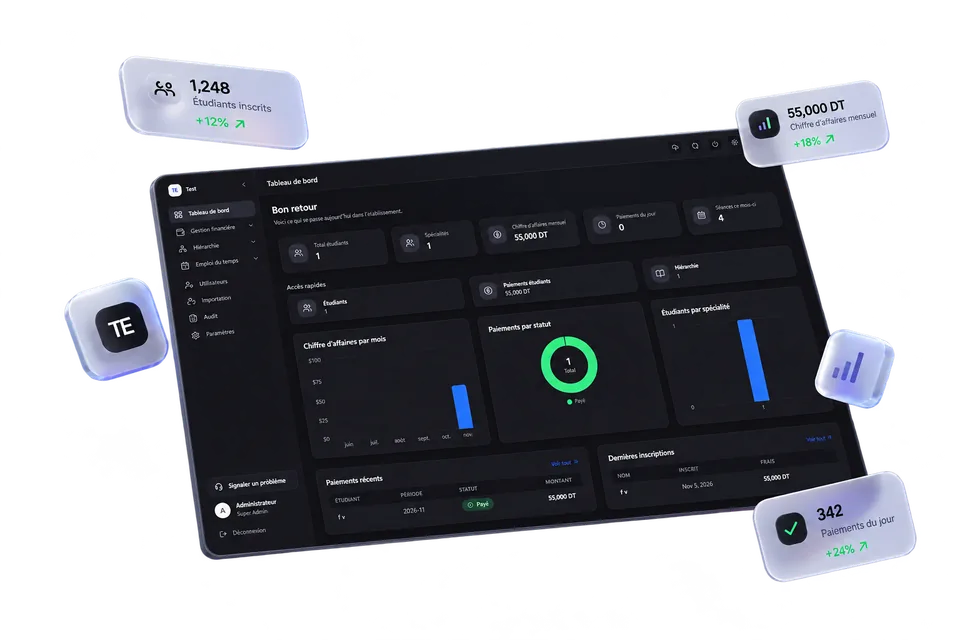 1,248
Étudiants inscrits
+12%
55,000 DT
Chiffre d'affaires mensuel
+18%
TE
Test
Tableau de bord
Tableau de bord
Gestion financière
Hiérarchie
Emploi du temps
Utilisateurs
Importation
Audit
Paramètres
Signaler un problème
A
Administrateur
Super Admin
Déconnexion
Bon retour
Voici ce qui se passe aujourd'hui dans l'établissement.
Total étudiants
1
Spécialités
1
Chiffre d'affaires mensuel
55,000 DT
Paiements du jour
0
Séances ce mois-ci
4
Accès rapides
Étudiants
1
Paiements étudiants
55,000 DT
Hiérarchie
1
Chiffre d'affaires par mois
$100
$75
$50
$25
$0
juin juil. août sept. oct. nov.
Paiements par statut
1
Total
Payé
Étudiants par spécialité
1
0
1
Paiements récents
Voir tout
ÉTUDIANT PÉRIODE STATUT MONTANT
f v 2026-11 Payé 55,000 DT
Dernières inscriptions
Voir tout
NOM INSCRIT FRAIS
f v Nov 5, 2026 55,000 DT
TE
342
Paiements du jour
+24%